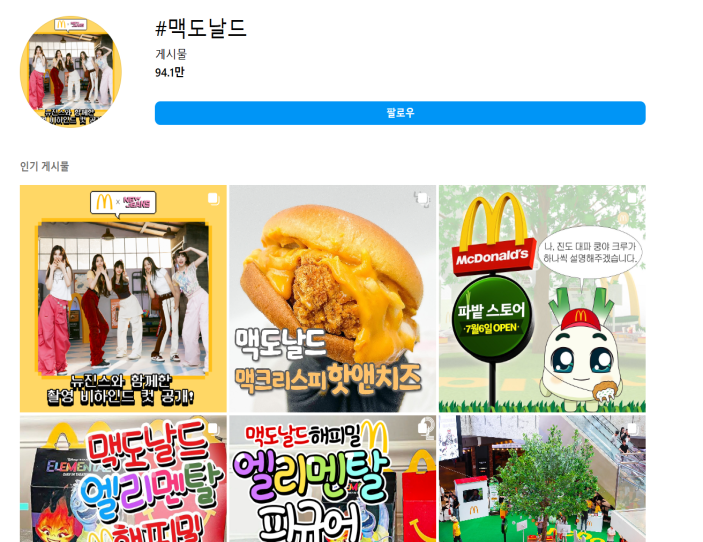 #맥도날드
게시물
94.1만
팔로우
인기 게시물
M x NEW JEANS
뉴진스와 함께한
촬영 비하인드 컷 공개!
맥도날드
맥크리스피핫앤치즈
McDonald's
파밭 스토어
7월6일 OPEN
나, 진도 대파 쿵야 크루가
하나씩 설명해주겠습니다.
ELEMENTAL
맥도날드
엘리멘탈
해피밀
맥도날드해피밀
엘리멘탈
피규어